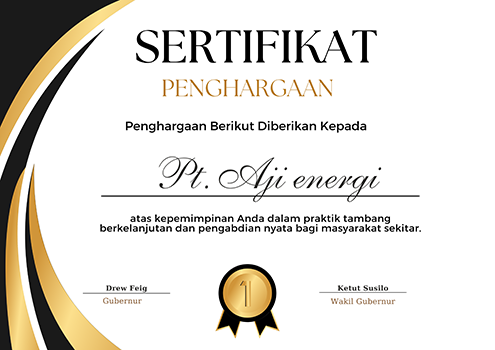 SERTIFIKAT
PENGHARGAAN
Penghargaan Berikut Diberikan Kepada
Pt. Aji energi
atas kepemimpinan Anda dalam praktik tambang
berkelanjutan dan pengabdian nyata bagi masyarakat sekitar.
Drew Feig
Gubernur
1
Ketut Susilo
Wakil Gubernur